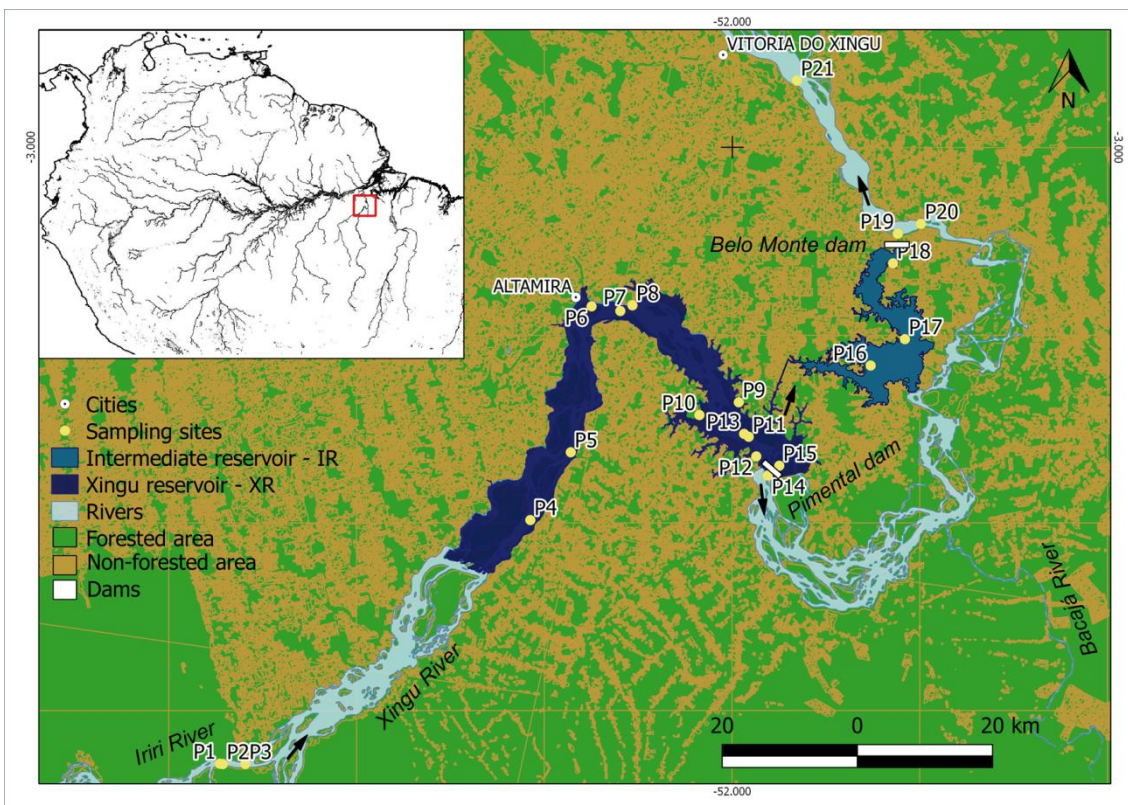 -52.000
VITORIA DO XINGU
P21
N
-3.000
-3.000
P19
P20
Belo Monte dam
P18
ALTAMIRA
P7
P8
P6
P17
P16
P9
P10
P13
P11
P5
P12
P15
P14
Pimental dam
P4
Cities
Sampling sites
Intermediate reservoir - IR
Xingu reservoir - XR
Rivers
Forested area
Non-forested area
Dams
Bacajá River
Xingu River
Iriri River
P1
P2
P3
20 0 20 km
-52.000